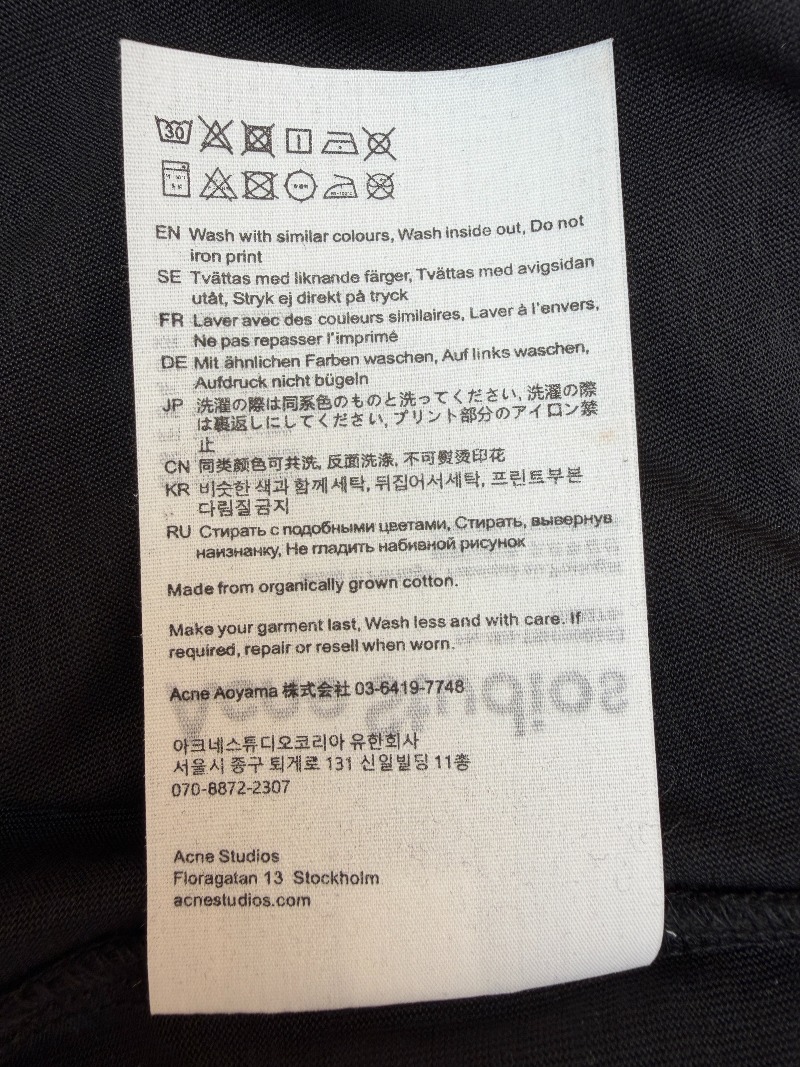 30
EN Wash with similar colours, Wash inside out, Do not
iron print
SE Tvättas med liknande färger, Tvättas med avigsidan
utåt, Stryk ej direkt på tryck
FR Laver avec des couleurs similaires, Laver à l'envers,
Ne pas repasser l'imprimé
DE Mit ähnlichen Farben waschen, Auf links waschen,
Aufdruck nicht bügeln
JP 洗濯の際は同系色のものと洗ってください, 洗濯の際
は裏返しにしてください, プリント部分のアイロン禁
止
CN 同类颜色可共洗, 反面洗涤, 不可熨烫印花
KR 비슷한 색과 함께 세탁, 뒤집어서세탁, 프린트부분
다림질금지
RU Стирать с подобными цветами, Стирать, вывернув
наизнанку, Не гладить набивной рисунок
Made from organically grown cotton.
Make your garment last, Wash less and with care. If
required, repair or resell when worn.
Acne Aoyama 株式会社 03-6419-7748
아크네스튜디오코리아 유한회사
서울시 중구 퇴계로 131 신일빌딩 11층
070-8872-2307
Acne Studios
Floragatan 13 Stockholm
acnestudios.com